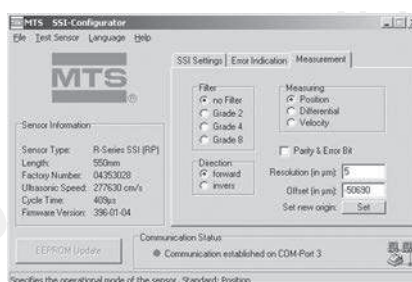 MTS SSI-Configurator
File Test Sensor Language Help
SSI Settings Error Indication Measurement
MTS
®
Sensor Information
Sensor Type: R-Series SSI (RP)
Length: 550mm
Factory Number: 04353028
Ultrasonic Speed: 277630 cm/s
Cycle Time: 409µs
Firmware Version: 396-01-04
Filter
no Filter
Grade 2
Grade 4
Grade 8
Direction
forward
invers
Measuring
Position
Differential
Velocity
Parity & Error Bit
Resolution (in µm): 5
Offset (in µm): -50690
Set new origin: Set
EEPROM Update
Communication Status
Communication established on COM-Port 3
Specifies the operational mode of the sensor. Standard: Position